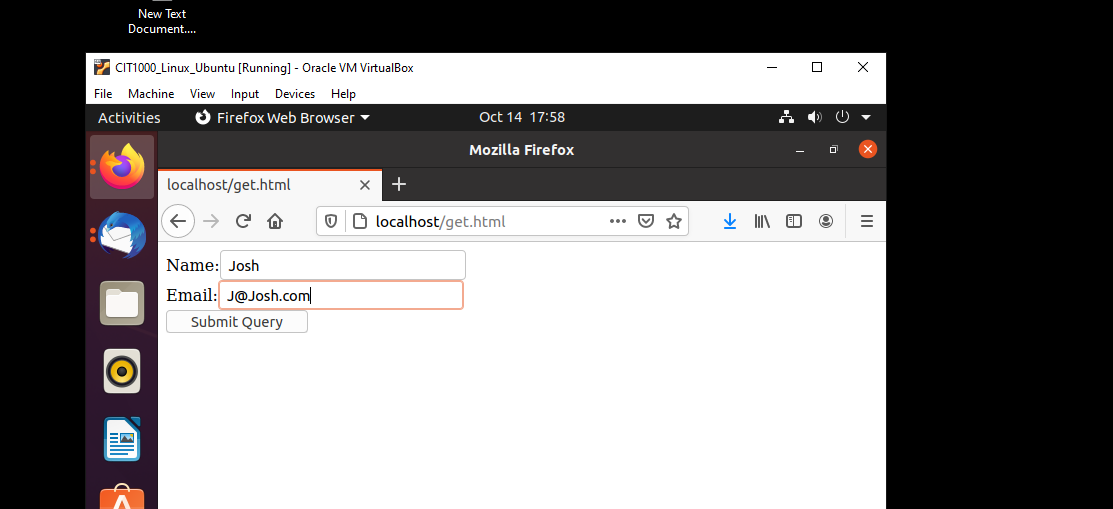 New Text
Document....
CIT1000_Linux_Ubuntu [Running] - Oracle VM VirtualBox
File Machine View Input Devices Help
Activities Firefox Web Browser Oct 14 17:58
Mozilla Firefox
localhost/get.html
localhost/get.html
Name: Josh
Email: J@Josh.com
Submit Query